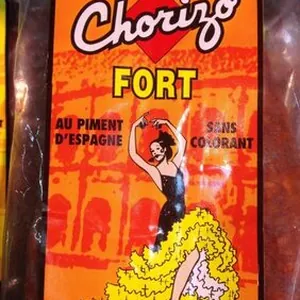 Chorizo
FORT
AU PIMENT
D'ESPAGNE
SANS
COLORANT